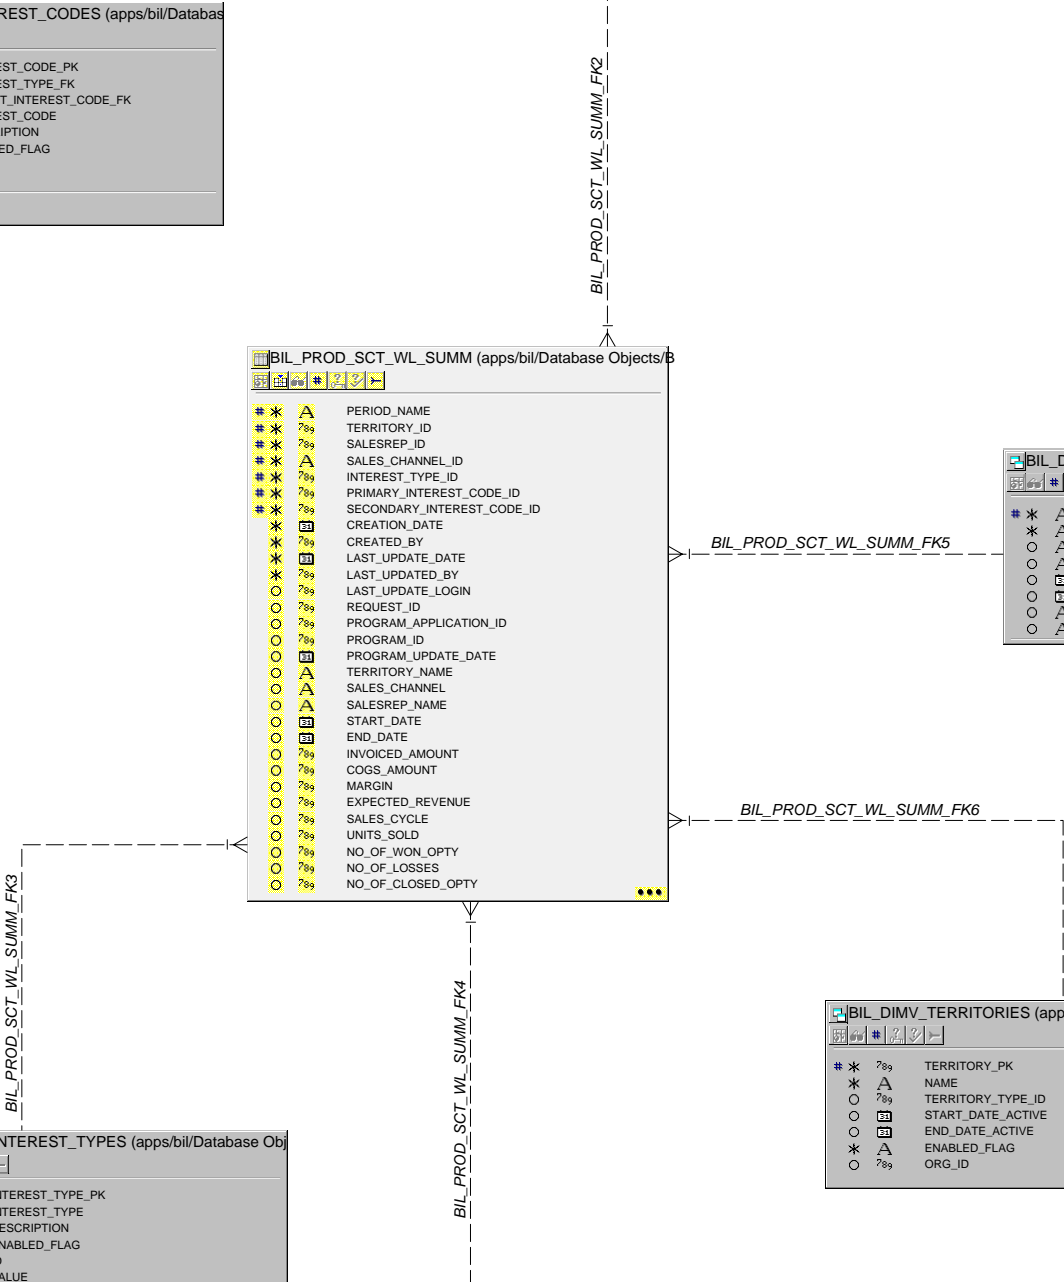 REST_CODES (apps/bil/Databas
EST_CODE_PK
EST_TYPE_FK
T_INTEREST_CODE_FK
EST_CODE
IPTION
ED_FLAG
BIL_PROD_SCT_WL_SUMM_FK2
BIL_PROD_SCT_WL_SUMM (apps/bil/Database Objects/B
PERIOD_NAME
TERRITORY_ID
SALESREP_ID
SALES_CHANNEL_ID
INTEREST_TYPE_ID
PRIMARY_INTEREST_CODE_ID
SECONDARY_INTEREST_CODE_ID
CREATION_DATE
CREATED_BY
LAST_UPDATE_DATE
LAST_UPDATED_BY
LAST_UPDATE_LOGIN
REQUEST_ID
PROGRAM_APPLICATION_ID
PROGRAM_ID
PROGRAM_UPDATE_DATE
TERRITORY_NAME
SALES_CHANNEL
SALESREP_NAME
START_DATE
END_DATE
INVOICED_AMOUNT
COGS_AMOUNT
MARGIN
EXPECTED_REVENUE
SALES_CYCLE
UNITS_SOLD
NO_OF_WON_OPTY
NO_OF_LOSSES
NO_OF_CLOSED_OPTY
BIL_D
BIL_PROD_SCT_WL_SUMM_FK5
BIL_PROD_SCT_WL_SUMM_FK6
BIL_PROD_SCT_WL_SUMM_FK3
BIL_PROD_SCT_WL_SUMM_FK4
BIL_DIMV_TERRITORIES (app
TERRITORY_PK
NAME
TERRITORY_TYPE_ID
START_DATE_ACTIVE
END_DATE_ACTIVE
ENABLED_FLAG
ORG_ID
NTEREST_TYPES (apps/bil/Database Obj
NTEREST_TYPE_PK
NTEREST_TYPE
ESCRIPTION
NABLED_FLAG
ALUE